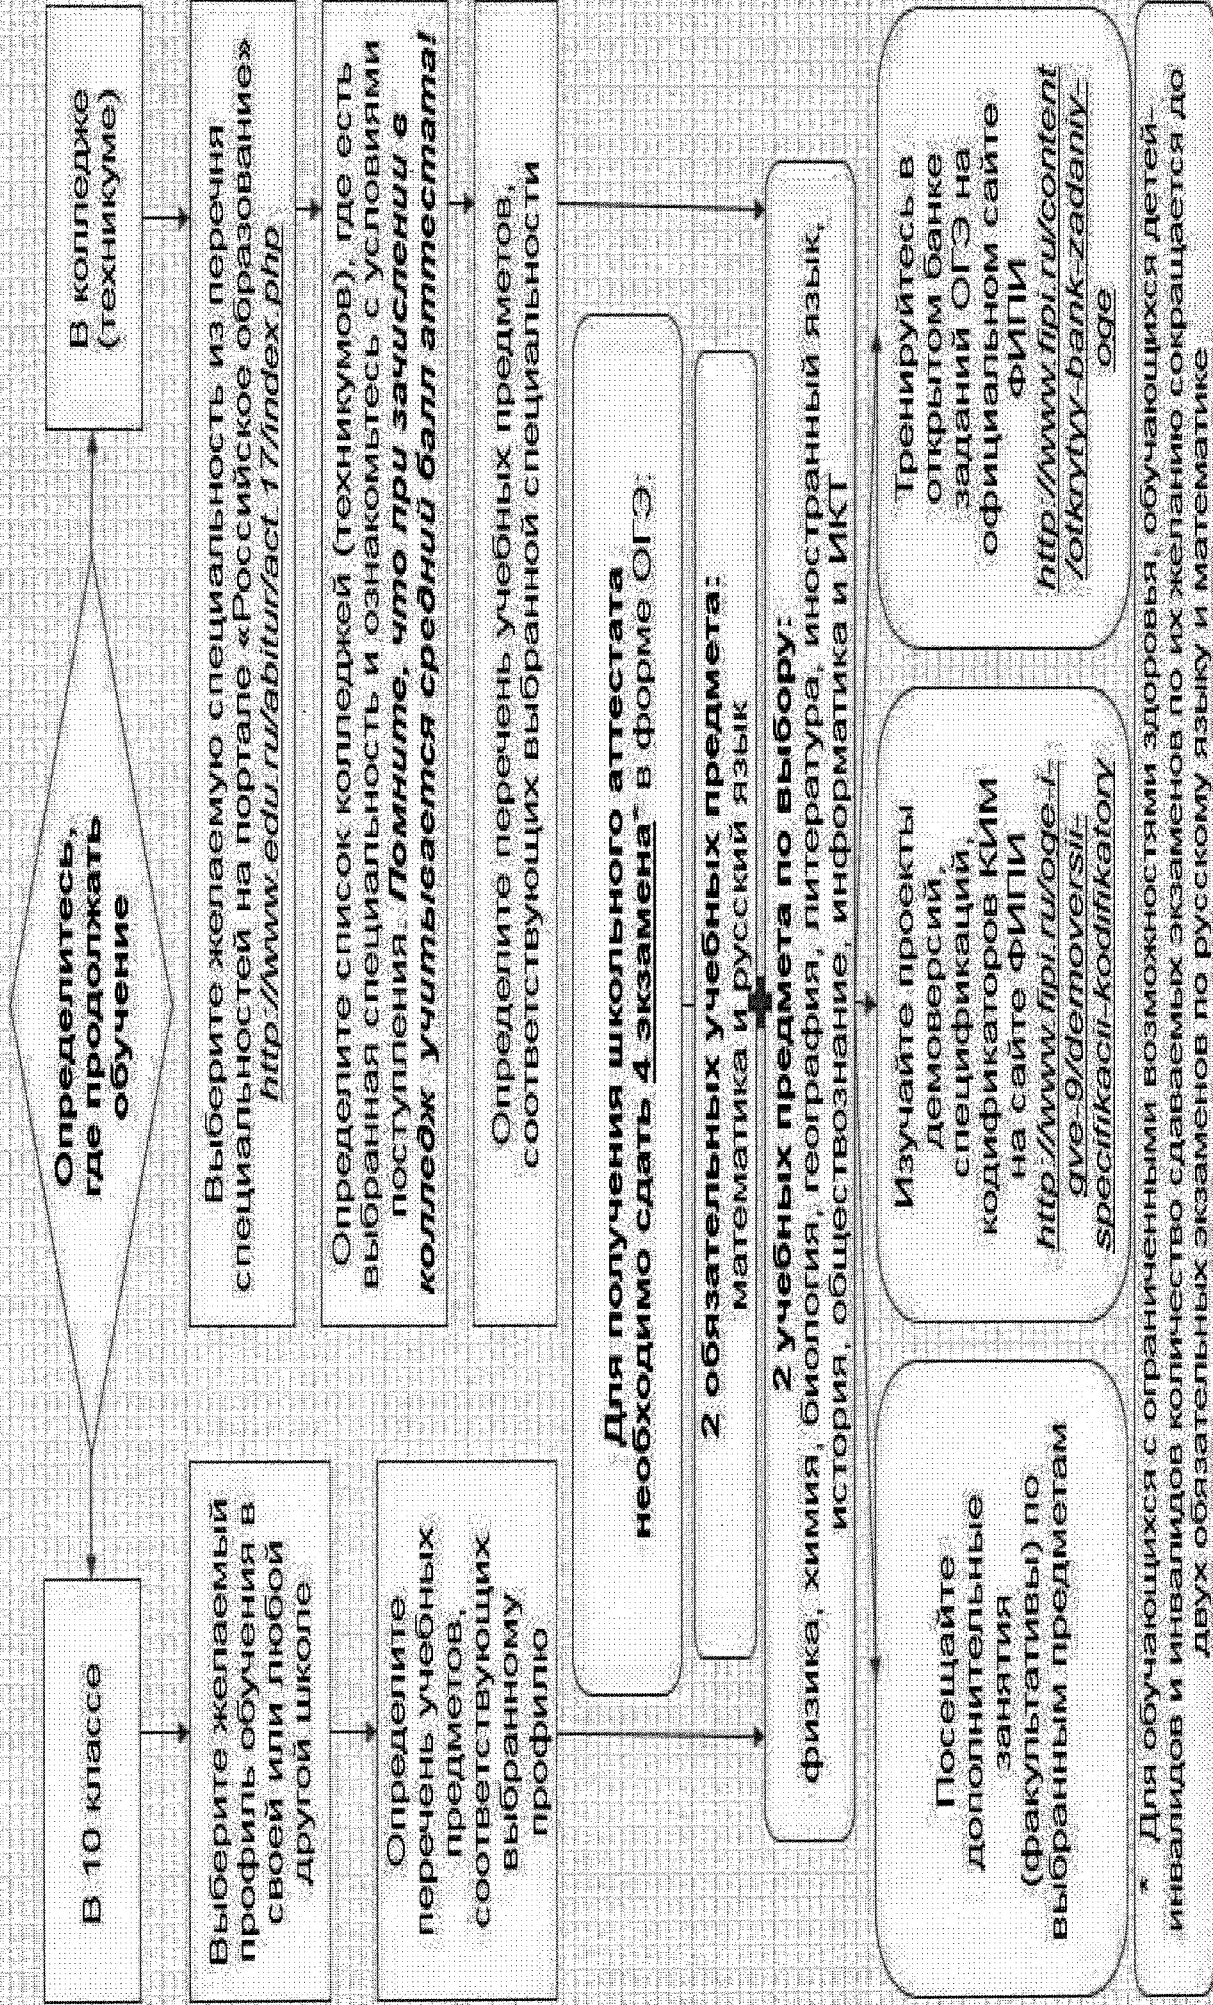 Определитесь,
где продолжать
обучение
В 10 классе
Выберите желаемый
профиль обучения в
своей или любой
другой школе
Определите
перечень учебных
предметов,
соответствующих
выбранному
профилю
В колледже
(техникуме)
Выберите желаемую специальность из перечня
специальностей на портале «Российское образование»
http://www.edu.ru/abitur/act.17/index.php
Определите список колледжей (техникумов), где есть
выбранная специальность и ознакомьтесь с условиями
поступления. Помните, что при зачислении в
колледж учитывается средний балл аттестата!
Определите перечень учебных предметов,
соответствующих выбранной специальности
Для получения школьного аттестата
необходимо сдать 4 экзамена* в форме ОГЭ:
2 обязательных учебных предмета:
математика и русский язык
2 учебных предмета по выбору:
физика, химия, биология, география, литература, иностранный язык,
история, обществознание, информатика и ИКТ
Посещайте
дополнительные
занятия
(факультативы) по
выбранным предметам
Изучайте проекты
демоверсий,
спецификаций,
кодификаторов КИМ
на сайте ФИПИ
http://www.fipi.ru/oge-i-
gve-9/demoversii-
specifikacii-kodifikatory
Тренируйтесь в
открытом банке
заданий ОГЭ на
официальном сайте
ФИПИ
http://www.fipi.ru/content
/otkrytyy-bank-zadaniy-
oge
* Для обучающихся с ограниченными возможностями здоровья, обучающихся детей-
инвалидов и инвалидов количество сдаваемых экзаменов по их желанию сокращается до
двух обязательных экзаменов по русскому языку и математике